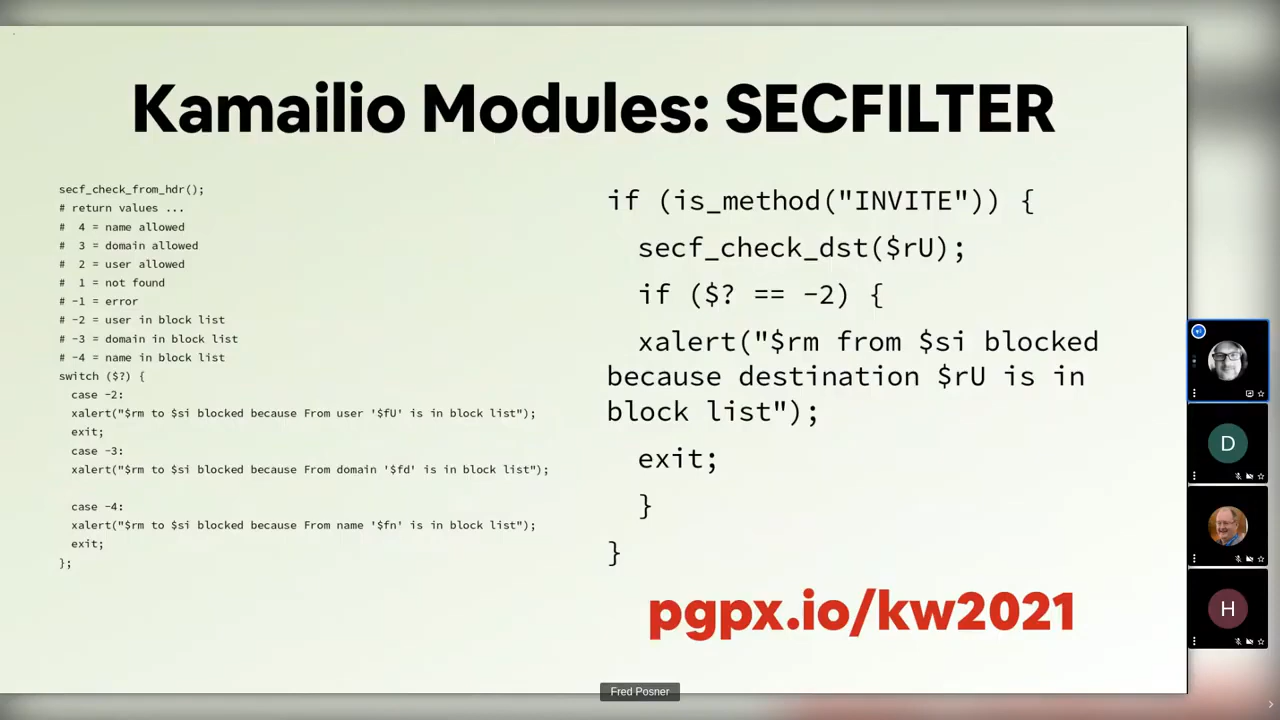 Kamailio Modules: SECFILTER
secf_check_from_hdr();
# return values ...
#  4 = name allowed
#  3 = domain allowed
#  2 = user allowed
#  1 = not found
# -1 = error
# -2 = user in block list
# -3 = domain in block list
# -4 = name in block list
switch ($?) {
  case -2:
  xalert("$rm to $si blocked because From user '$fU' is in block list");
  exit;
  case -3:
  xalert("$rm to $si blocked because From domain '$fd' is in block list");
  case -4:
  xalert("$rm to $si blocked because From name '$fn' is in block list");
  exit;
};
if (is_method("INVITE")) {
  secf_check_dst($rU);
  if ($? == -2) {
  xalert("$rm from $si blocked
because destination $rU is in
block list");
  exit;
  }
}
pgpx.io/kw2021
D
H
Fred Posner